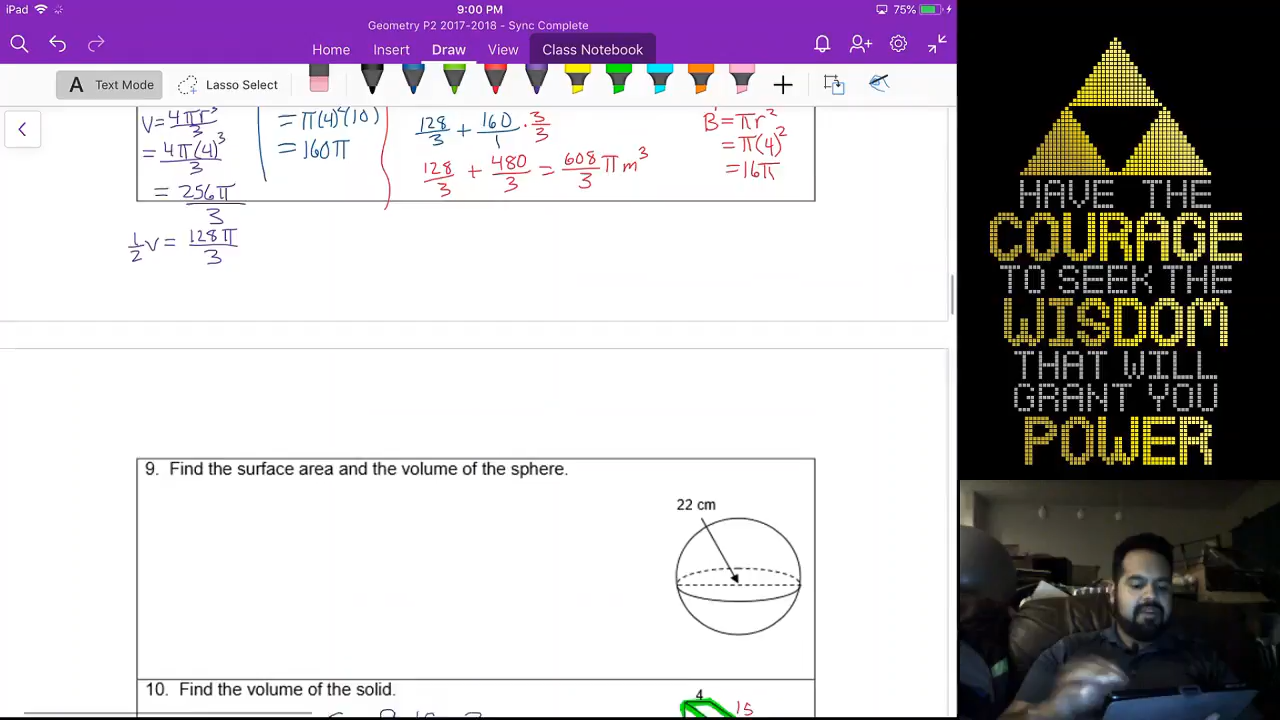 iPad
9:00 PM
75%
Geometry P2 2017-2018 - Sync Complete
Home Insert Draw View Class Notebook
A Text Mode Lasso Select
V = 4πr³/3
= 4π(4)³/3
= 256π/3
½V = 128π/3
= π(4)²(10)
= 160π
128/3 + 160/1 · 3/3
128/3 + 480/3 = 608/3 π m³
B = πr²
= π(4)²
= 16π
9. Find the surface area and the volume of the sphere.
22 cm
10. Find the volume of the solid.
4
15
HAVE THE
COURAGE
TO SEEK THE
WISDOM
THAT WILL
GRANT YOU
POWER